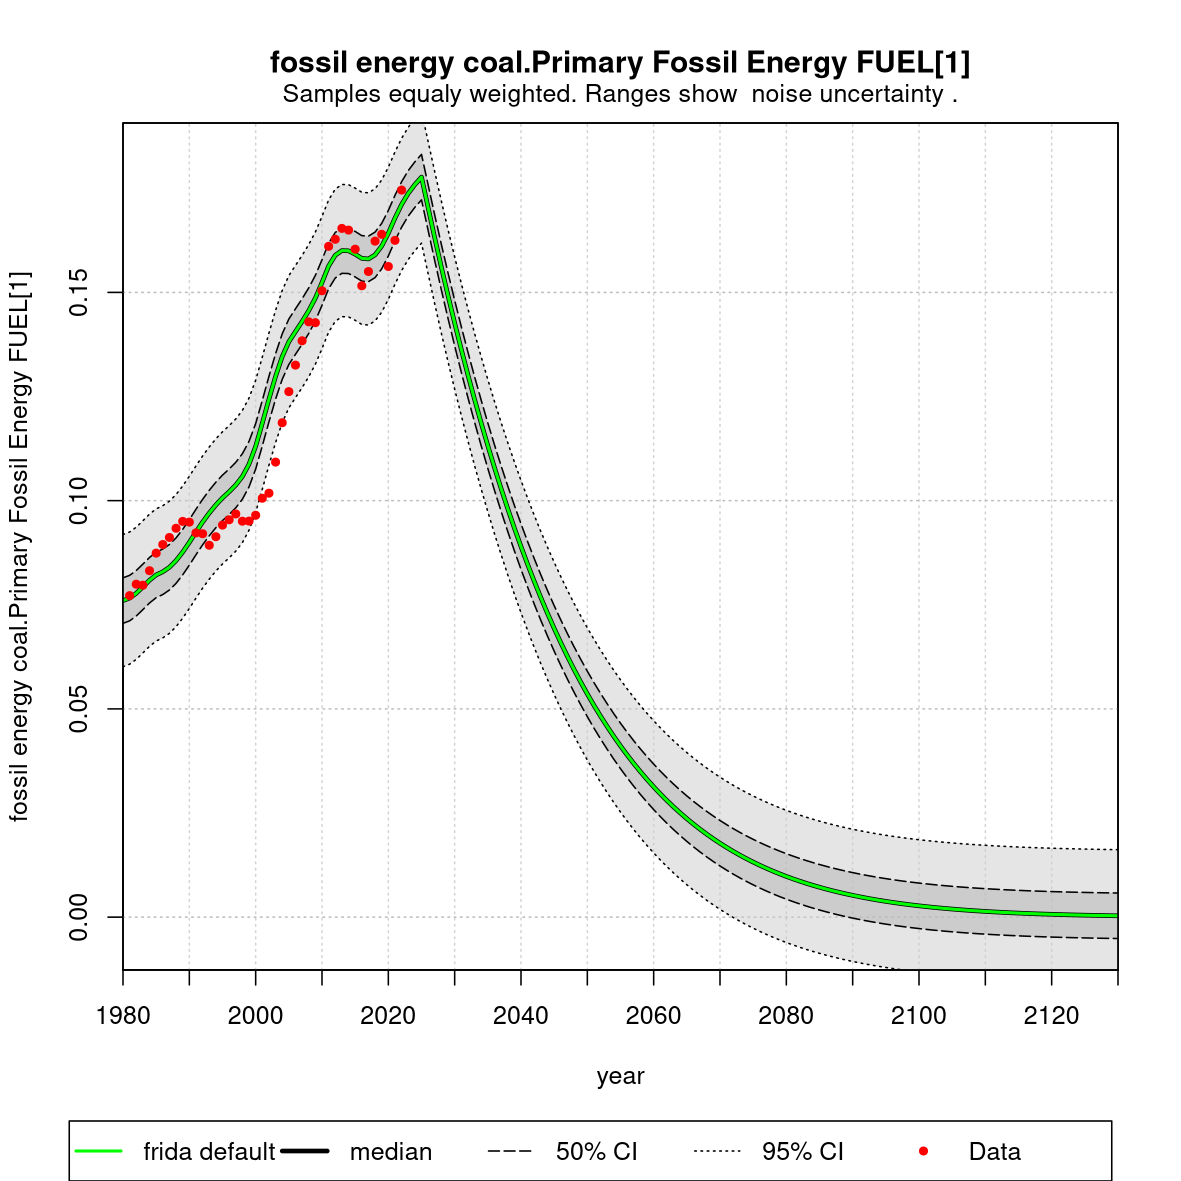 fossil energy coal.Primary Fossil Energy FUEL[1]
Samples equaly weighted. Ranges show  noise uncertainty .
fossil energy coal.Primary Fossil Energy FUEL[1]
0.15
0.10
0.05
0.00
1980 2000 2020 2040 2060 2080 2100 2120
year
frida default median 50% CI 95% CI Data